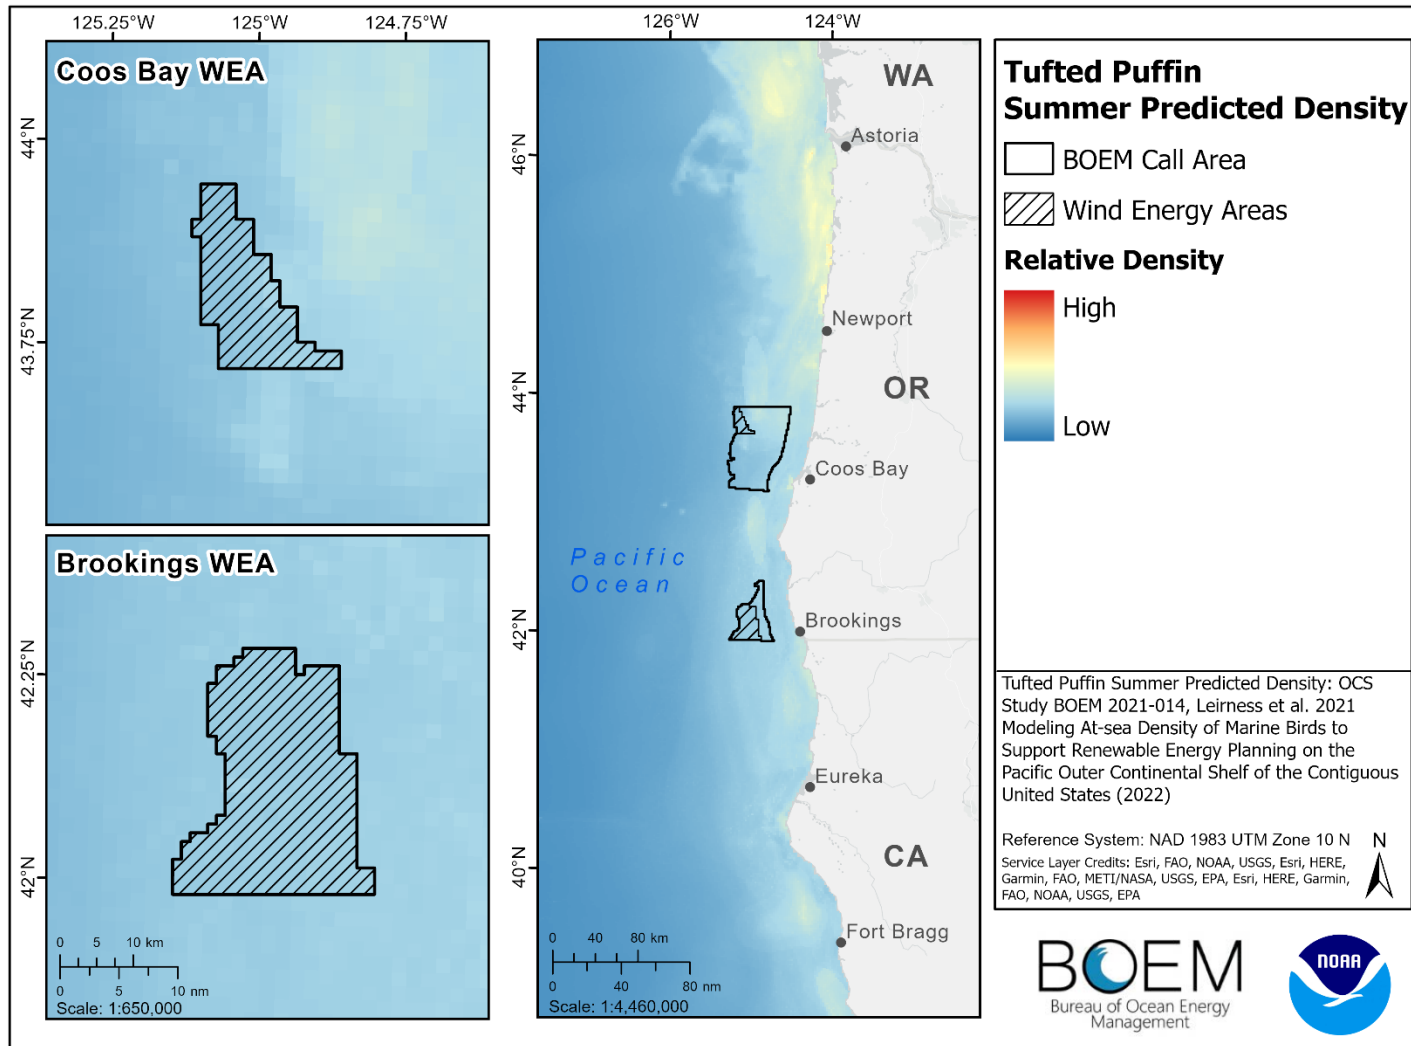 125.25°W
125°W
124.75°W
Coos Bay WEA
44°N
43.75°N
Brookings WEA
42.25°N
42°N
0 5 10 km
0 5 10 nm
Scale: 1:650,000
126°W
124°W
46°N
44°N
42°N
40°N
WA
Astoria
Newport
OR
Coos Bay
Pacific
Ocean
Brookings
Eureka
CA
Fort Bragg
0 40 80 km
0 40 80 nm
Scale: 1:4,460,000
Tufted Puffin
Summer Predicted Density
BOEM Call Area
Wind Energy Areas
Relative Density
High
Low
Tufted Puffin Summer Predicted Density: OCS
Study BOEM 2021-014, Leirness et al. 2021
Modeling At-sea Density of Marine Birds to
Support Renewable Energy Planning on the
Pacific Outer Continental Shelf of the Contiguous
United States (2022)
Reference System: NAD 1983 UTM Zone 10 N
N
Service Layer Credits: Esri, FAO, NOAA, USGS, Esri, HERE,
Garmin, FAO, METI/NASA, USGS, EPA, Esri, HERE, Garmin,
FAO, NOAA, USGS, EPA
BOEM
Bureau of Ocean Energy
Management
NOAA